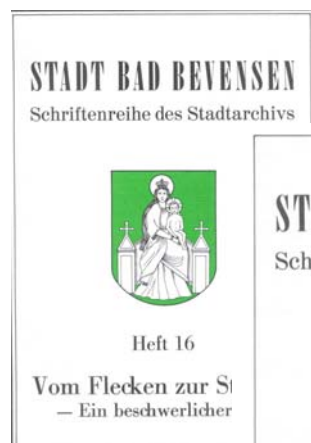 STADT BAD BEVENSEN
Schriftenreihe des Stadtarchivs
Heft 16
Vom Flecken zur St
— Ein beschwerlicher
ST
Sch